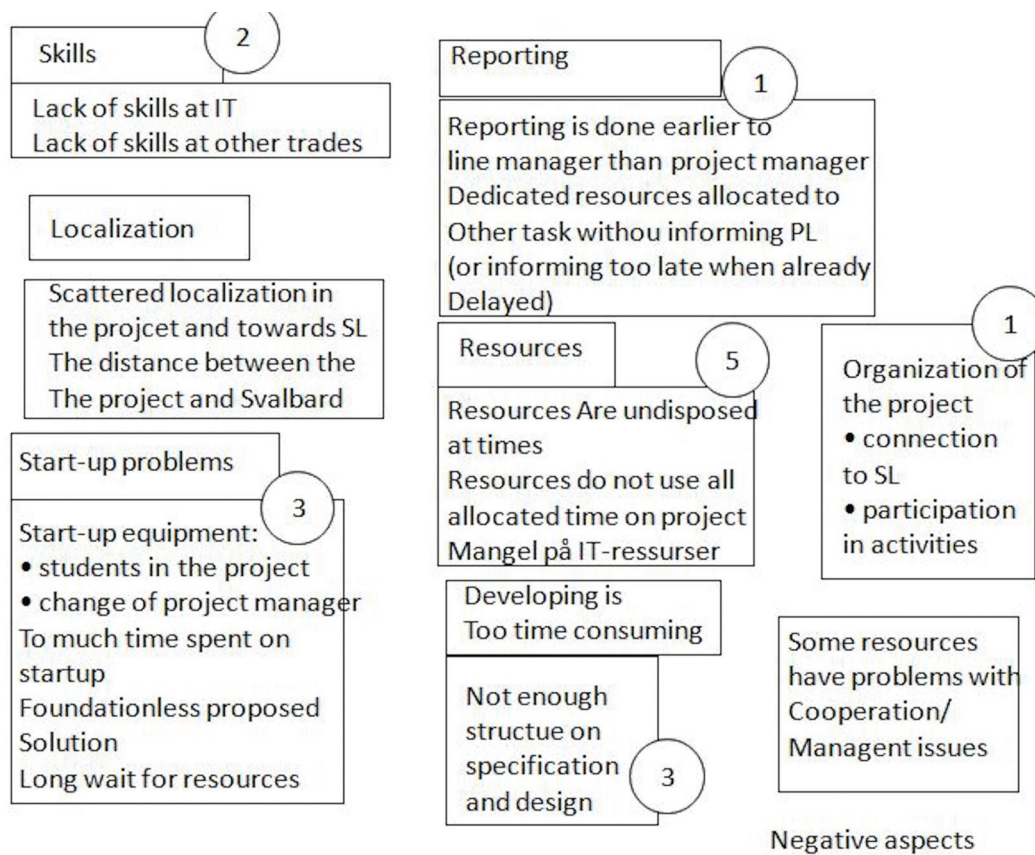 Skills
2
Lack of skills at IT
Lack of skills at other trades
Localization
Scattered localization in
the projcet and towards SL
The distance between the
The project and Svalbard
Start-up problems
3
Start-up equipment:
• students in the project
• change of project manager
To much time spent on
startup
Foundationless proposed
Solution
Long wait for resources
Reporting
1
Reporting is done earlier to
line manager than project manager
Dedicated resources allocated to
Other task withou informing PL
(or informing too late when already
Delayed)
Resources
5
Resources Are undisposed
at times
Resources do not use all
allocated time on project
Mangel på IT-ressurser
Developing is
Too time consuming
Not enough
structue on
specification
and design
3
1
Organization of
the project
• connection
to SL
• participation
in activities
Some resources
have problems with
Cooperation/
Managent issues
Negative aspects